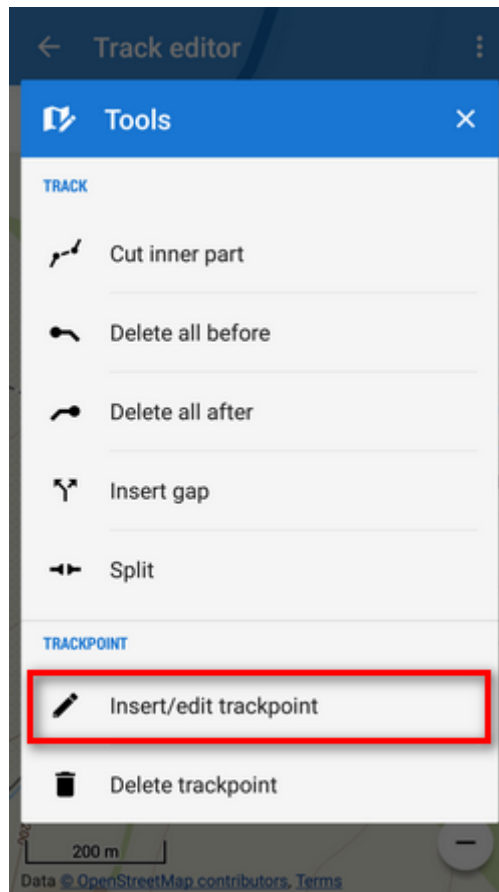 Track editor
Tools
TRACK
Cut inner part
Delete all before
Delete all after
Insert gap
Split
TRACKPOINT
Insert/edit trackpoint
Delete trackpoint
200
200 m
Data © OpenStreetMap contributors, Terms